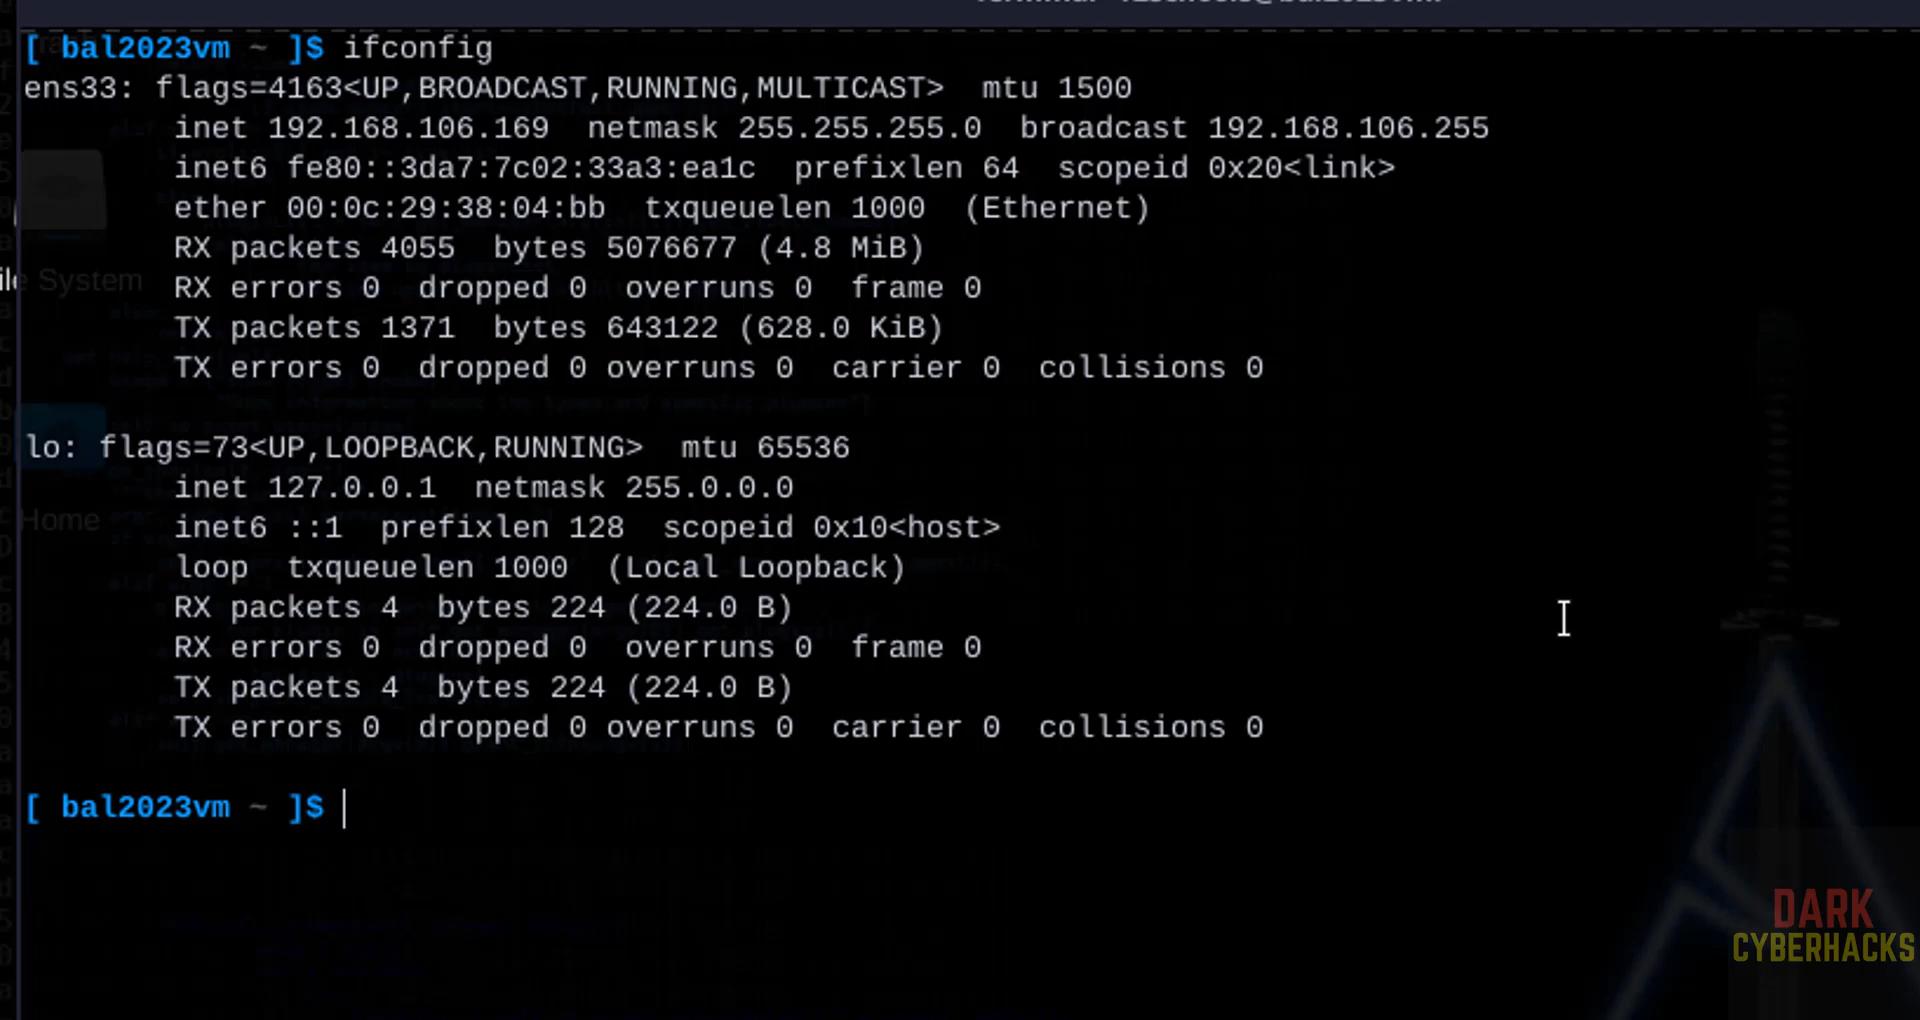 [ bal2023vm ~ ]$ ifconfig
ens33: flags=4163<UP,BROADCAST,RUNNING,MULTICAST>  mtu 1500
        inet 192.168.106.169  netmask 255.255.255.0  broadcast 192.168.106.255
        inet6 fe80::3da7:7c02:33a3:ea1c  prefixlen 64  scopeid 0x20<link>
        ether 00:0c:29:38:04:bb  txqueuelen 1000  (Ethernet)
        RX packets 4055  bytes 5076677 (4.8 MiB)
        RX errors 0  dropped 0  overruns 0  frame 0
        TX packets 1371  bytes 643122 (628.0 KiB)
        TX errors 0  dropped 0 overruns 0  carrier 0  collisions 0
lo: flags=73<UP,LOOPBACK,RUNNING>  mtu 65536
        inet 127.0.0.1  netmask 255.0.0.0
        inet6 ::1  prefixlen 128  scopeid 0x10<host>
        loop  txqueuelen 1000  (Local Loopback)
        RX packets 4  bytes 224 (224.0 B)
        RX errors 0  dropped 0  overruns 0  frame 0
        TX packets 4  bytes 224 (224.0 B)
        TX errors 0  dropped 0 overruns 0  carrier 0  collisions 0
[ bal2023vm ~ ]$
ile System
Home
DARK
CYBERHACKS